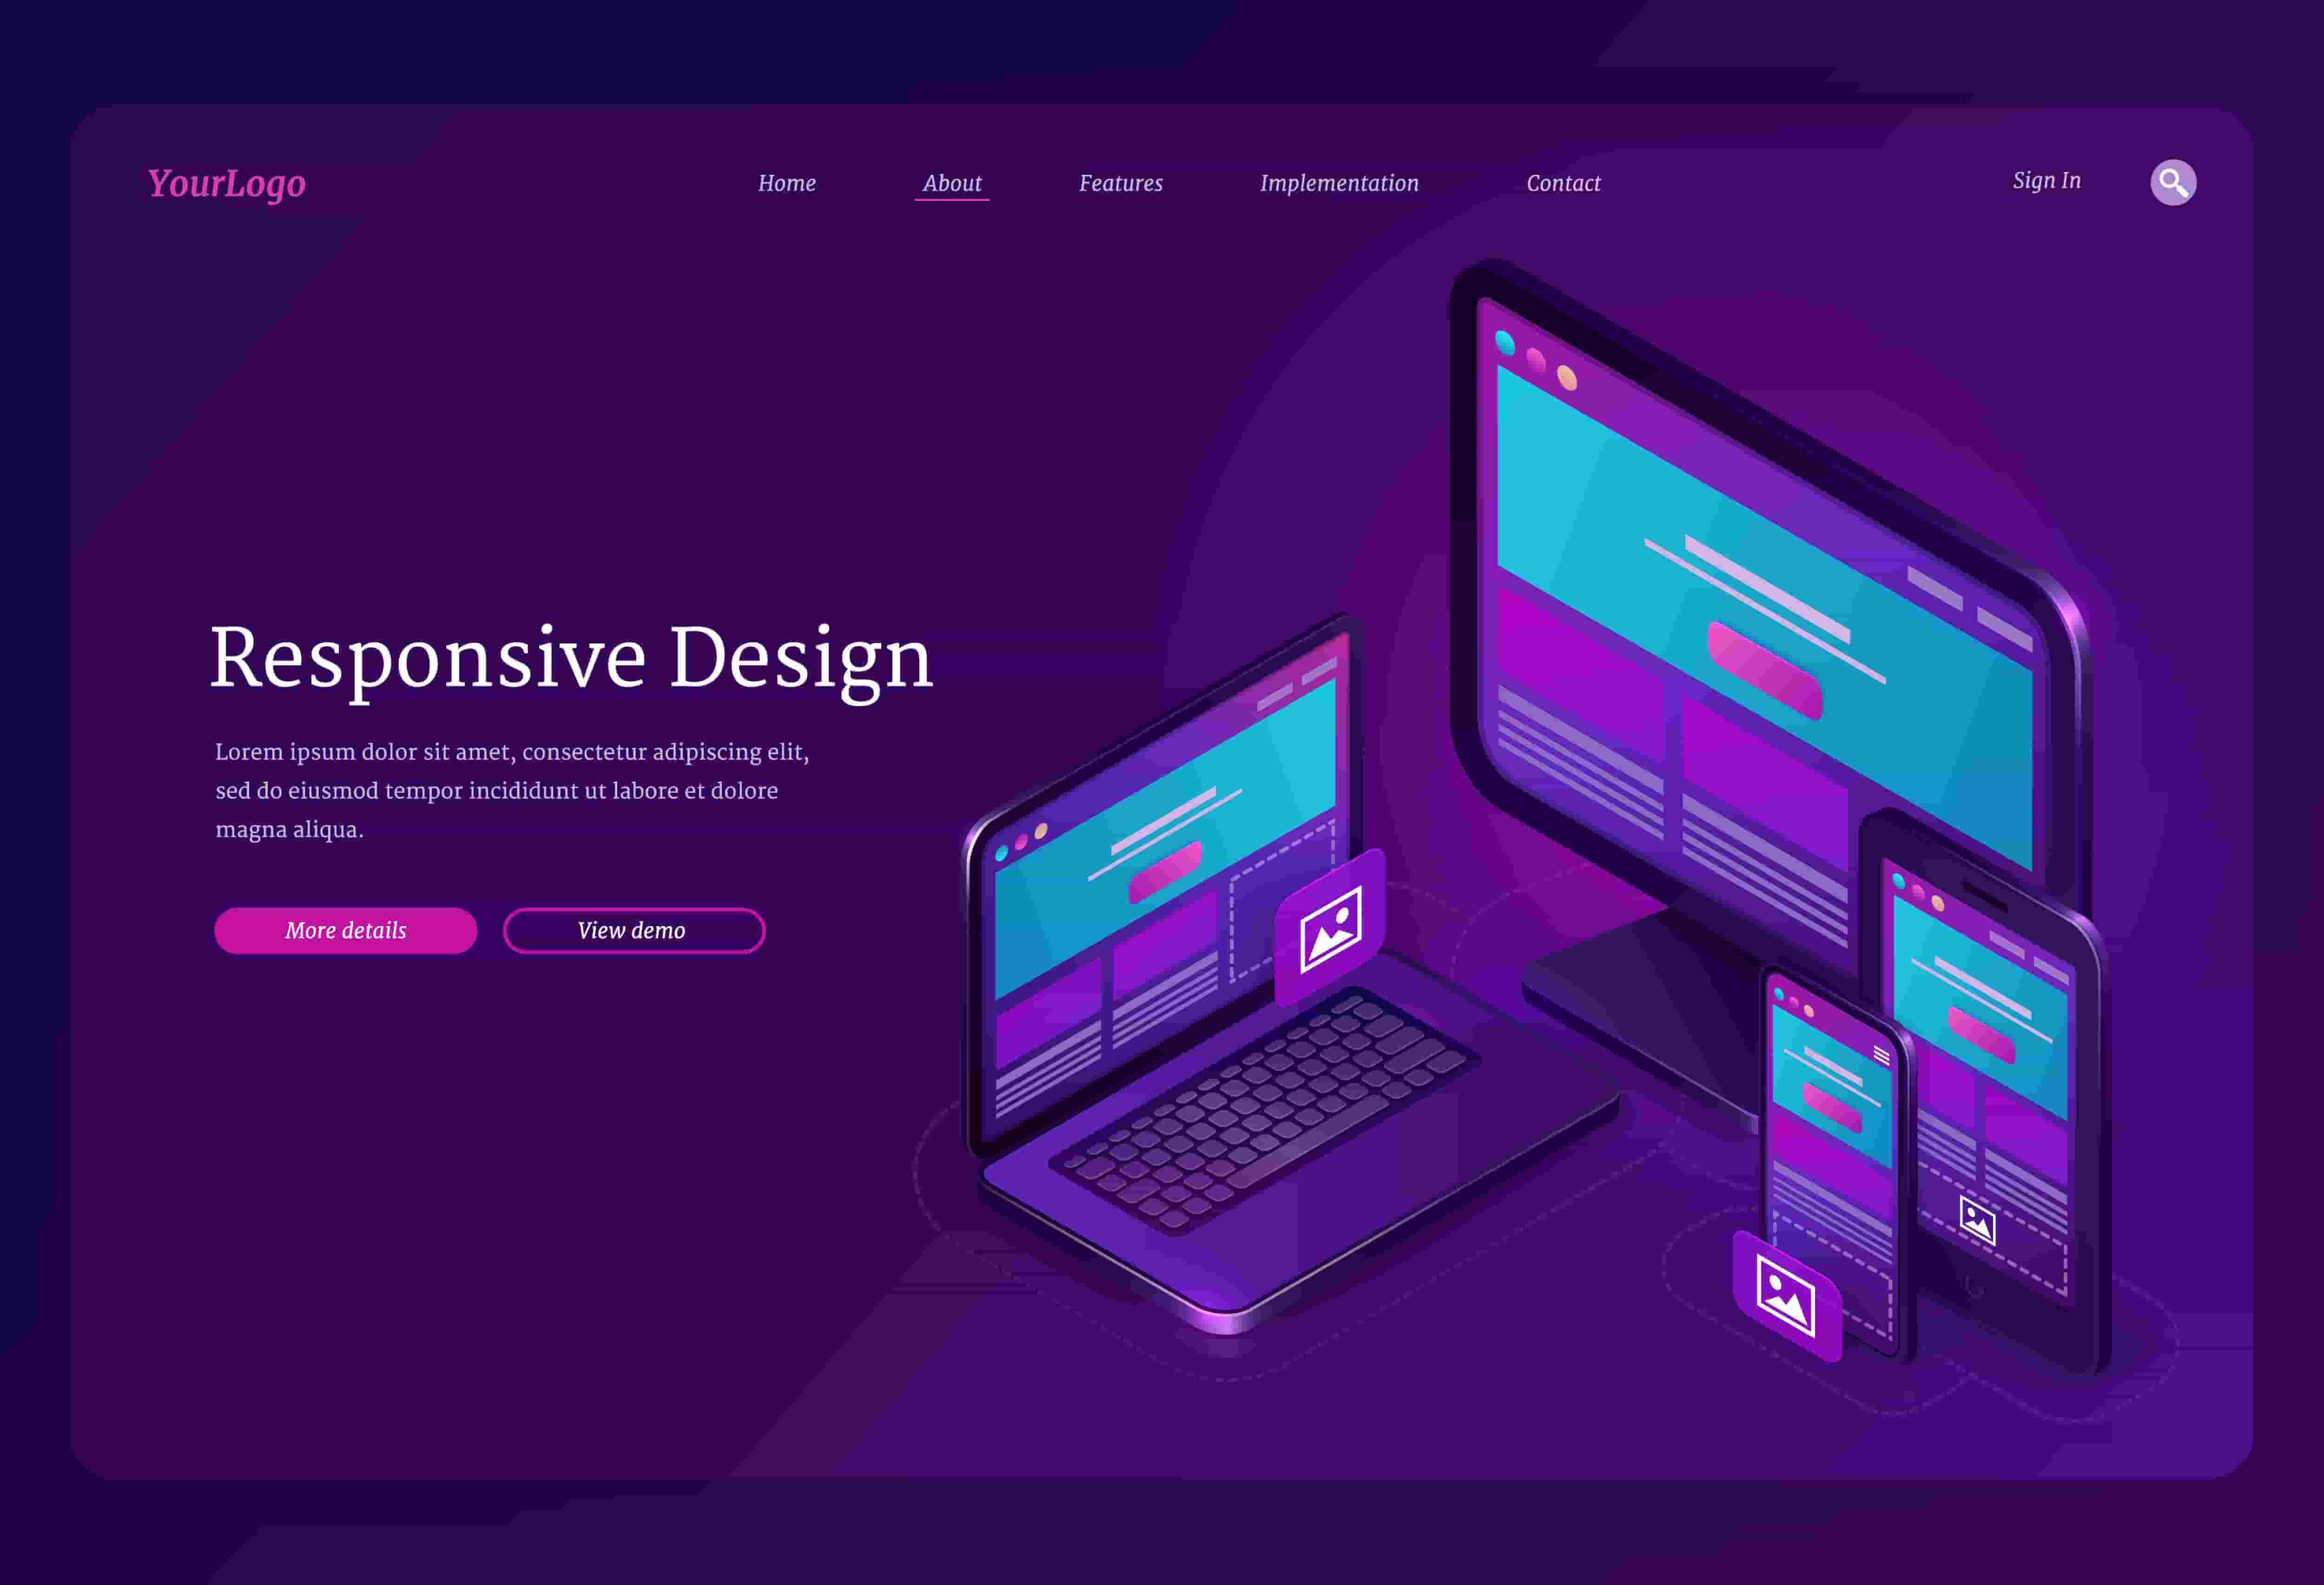 YourLogo
Home
About
Features
Implementation
Contact
Sign In
Responsive Design
Lorem ipsum dolor sit amet, consectetur adipiscing elit,
sed do eiusmod tempor incididunt ut labore et dolore
magna aliqua.
More details
View demo